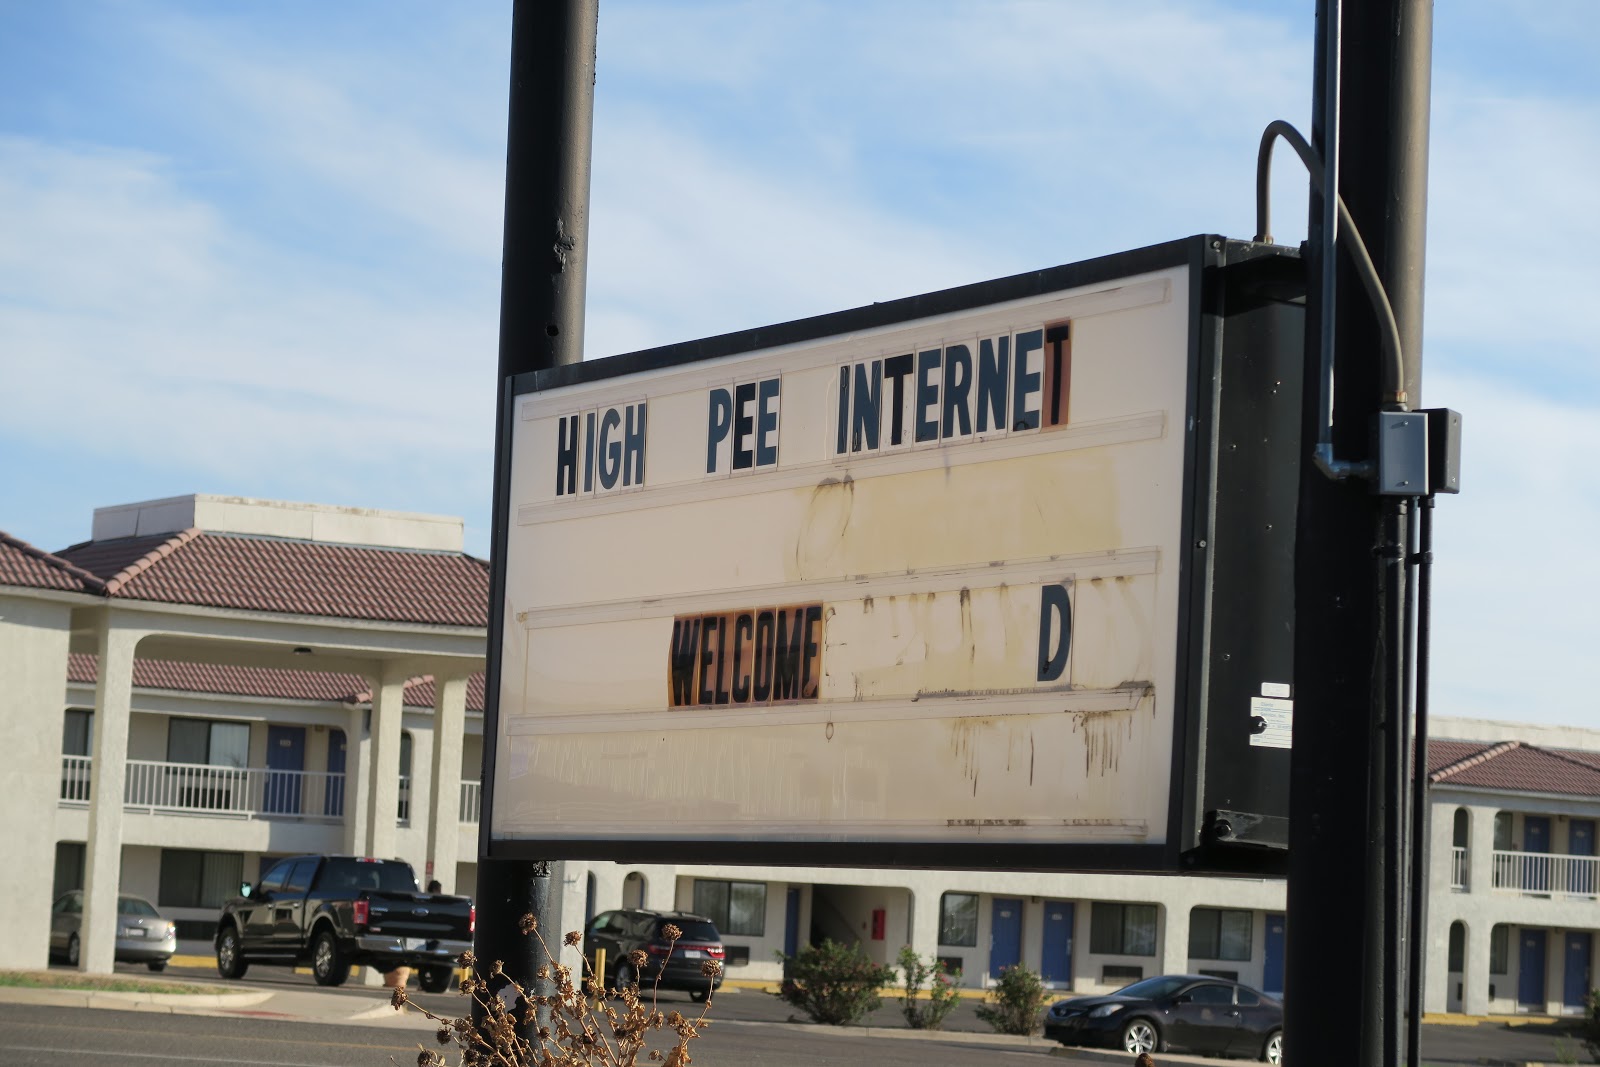 HIGH PEE INTERNET
WELCOME D